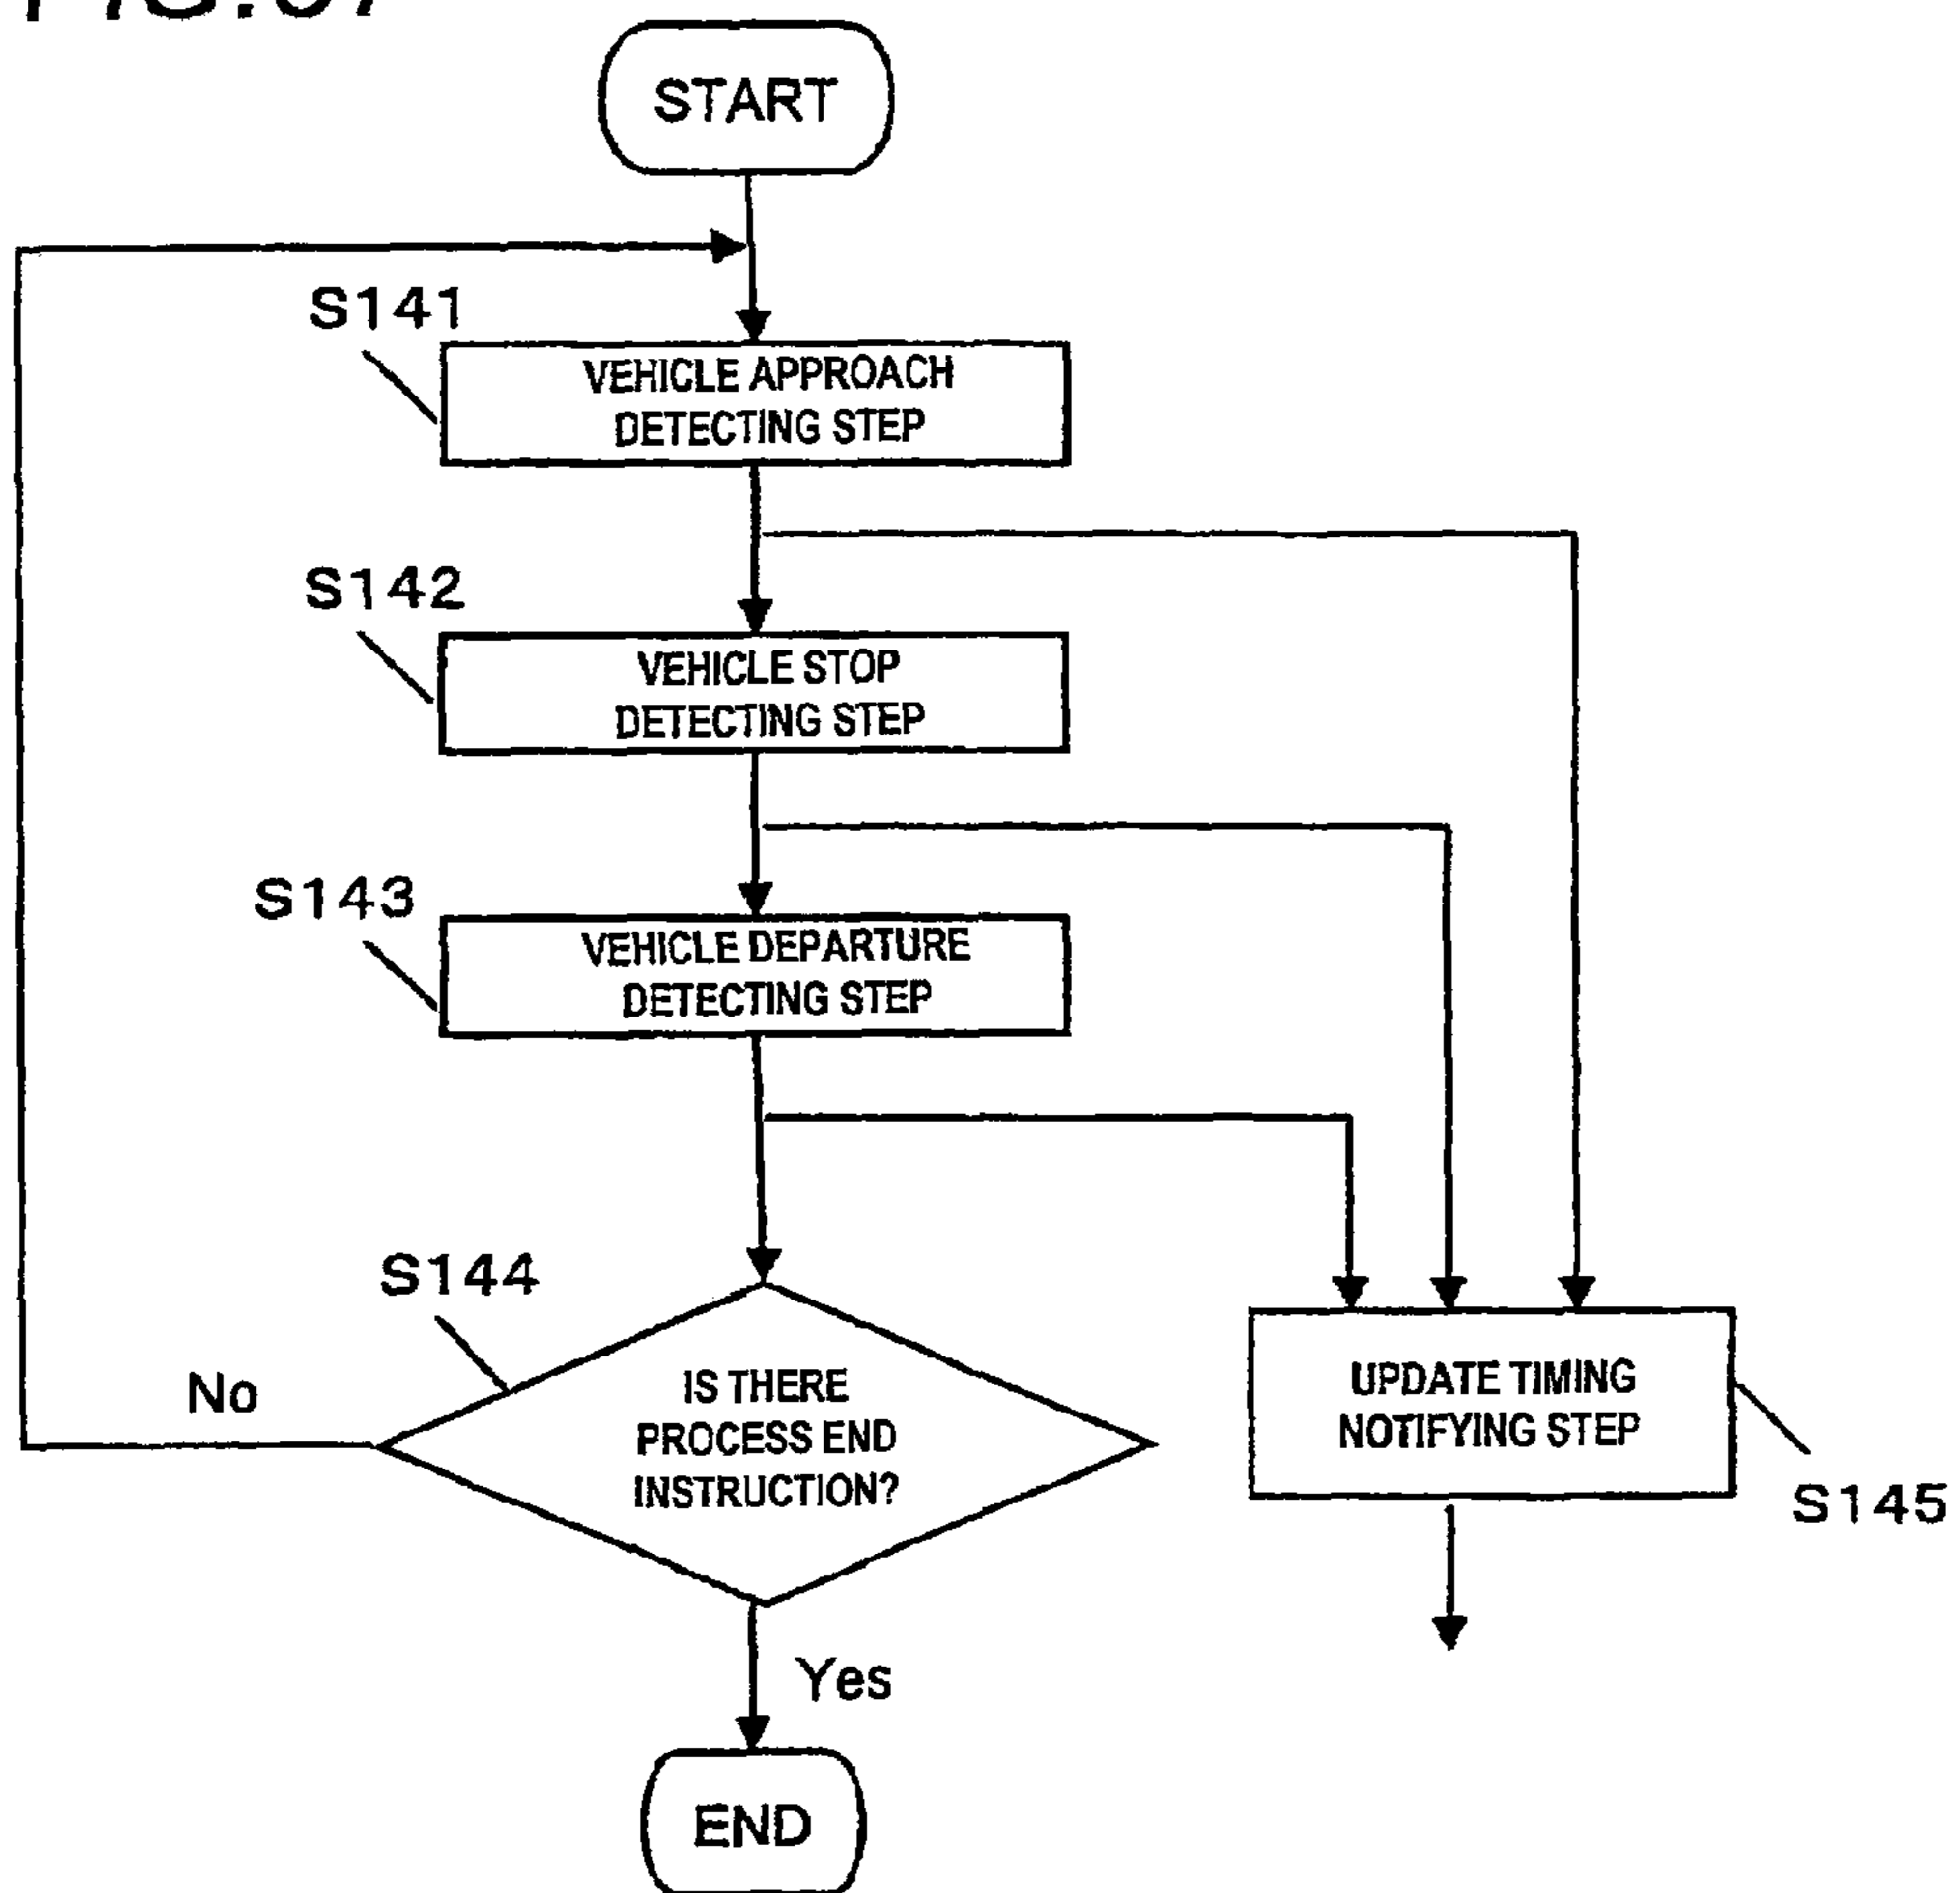 START
S141
VEHICLE APPROACH
DETECTING STEP
S142
VEHICLE STOP
DETECTING STEP
S143
VEHICLE DEPARTURE
DETECTING STEP
S144
No
IS THERE
PROCESS END
INSTRUCTION?
UPDATE TIMING
NOTIFYING STEP
S145
Yes
END